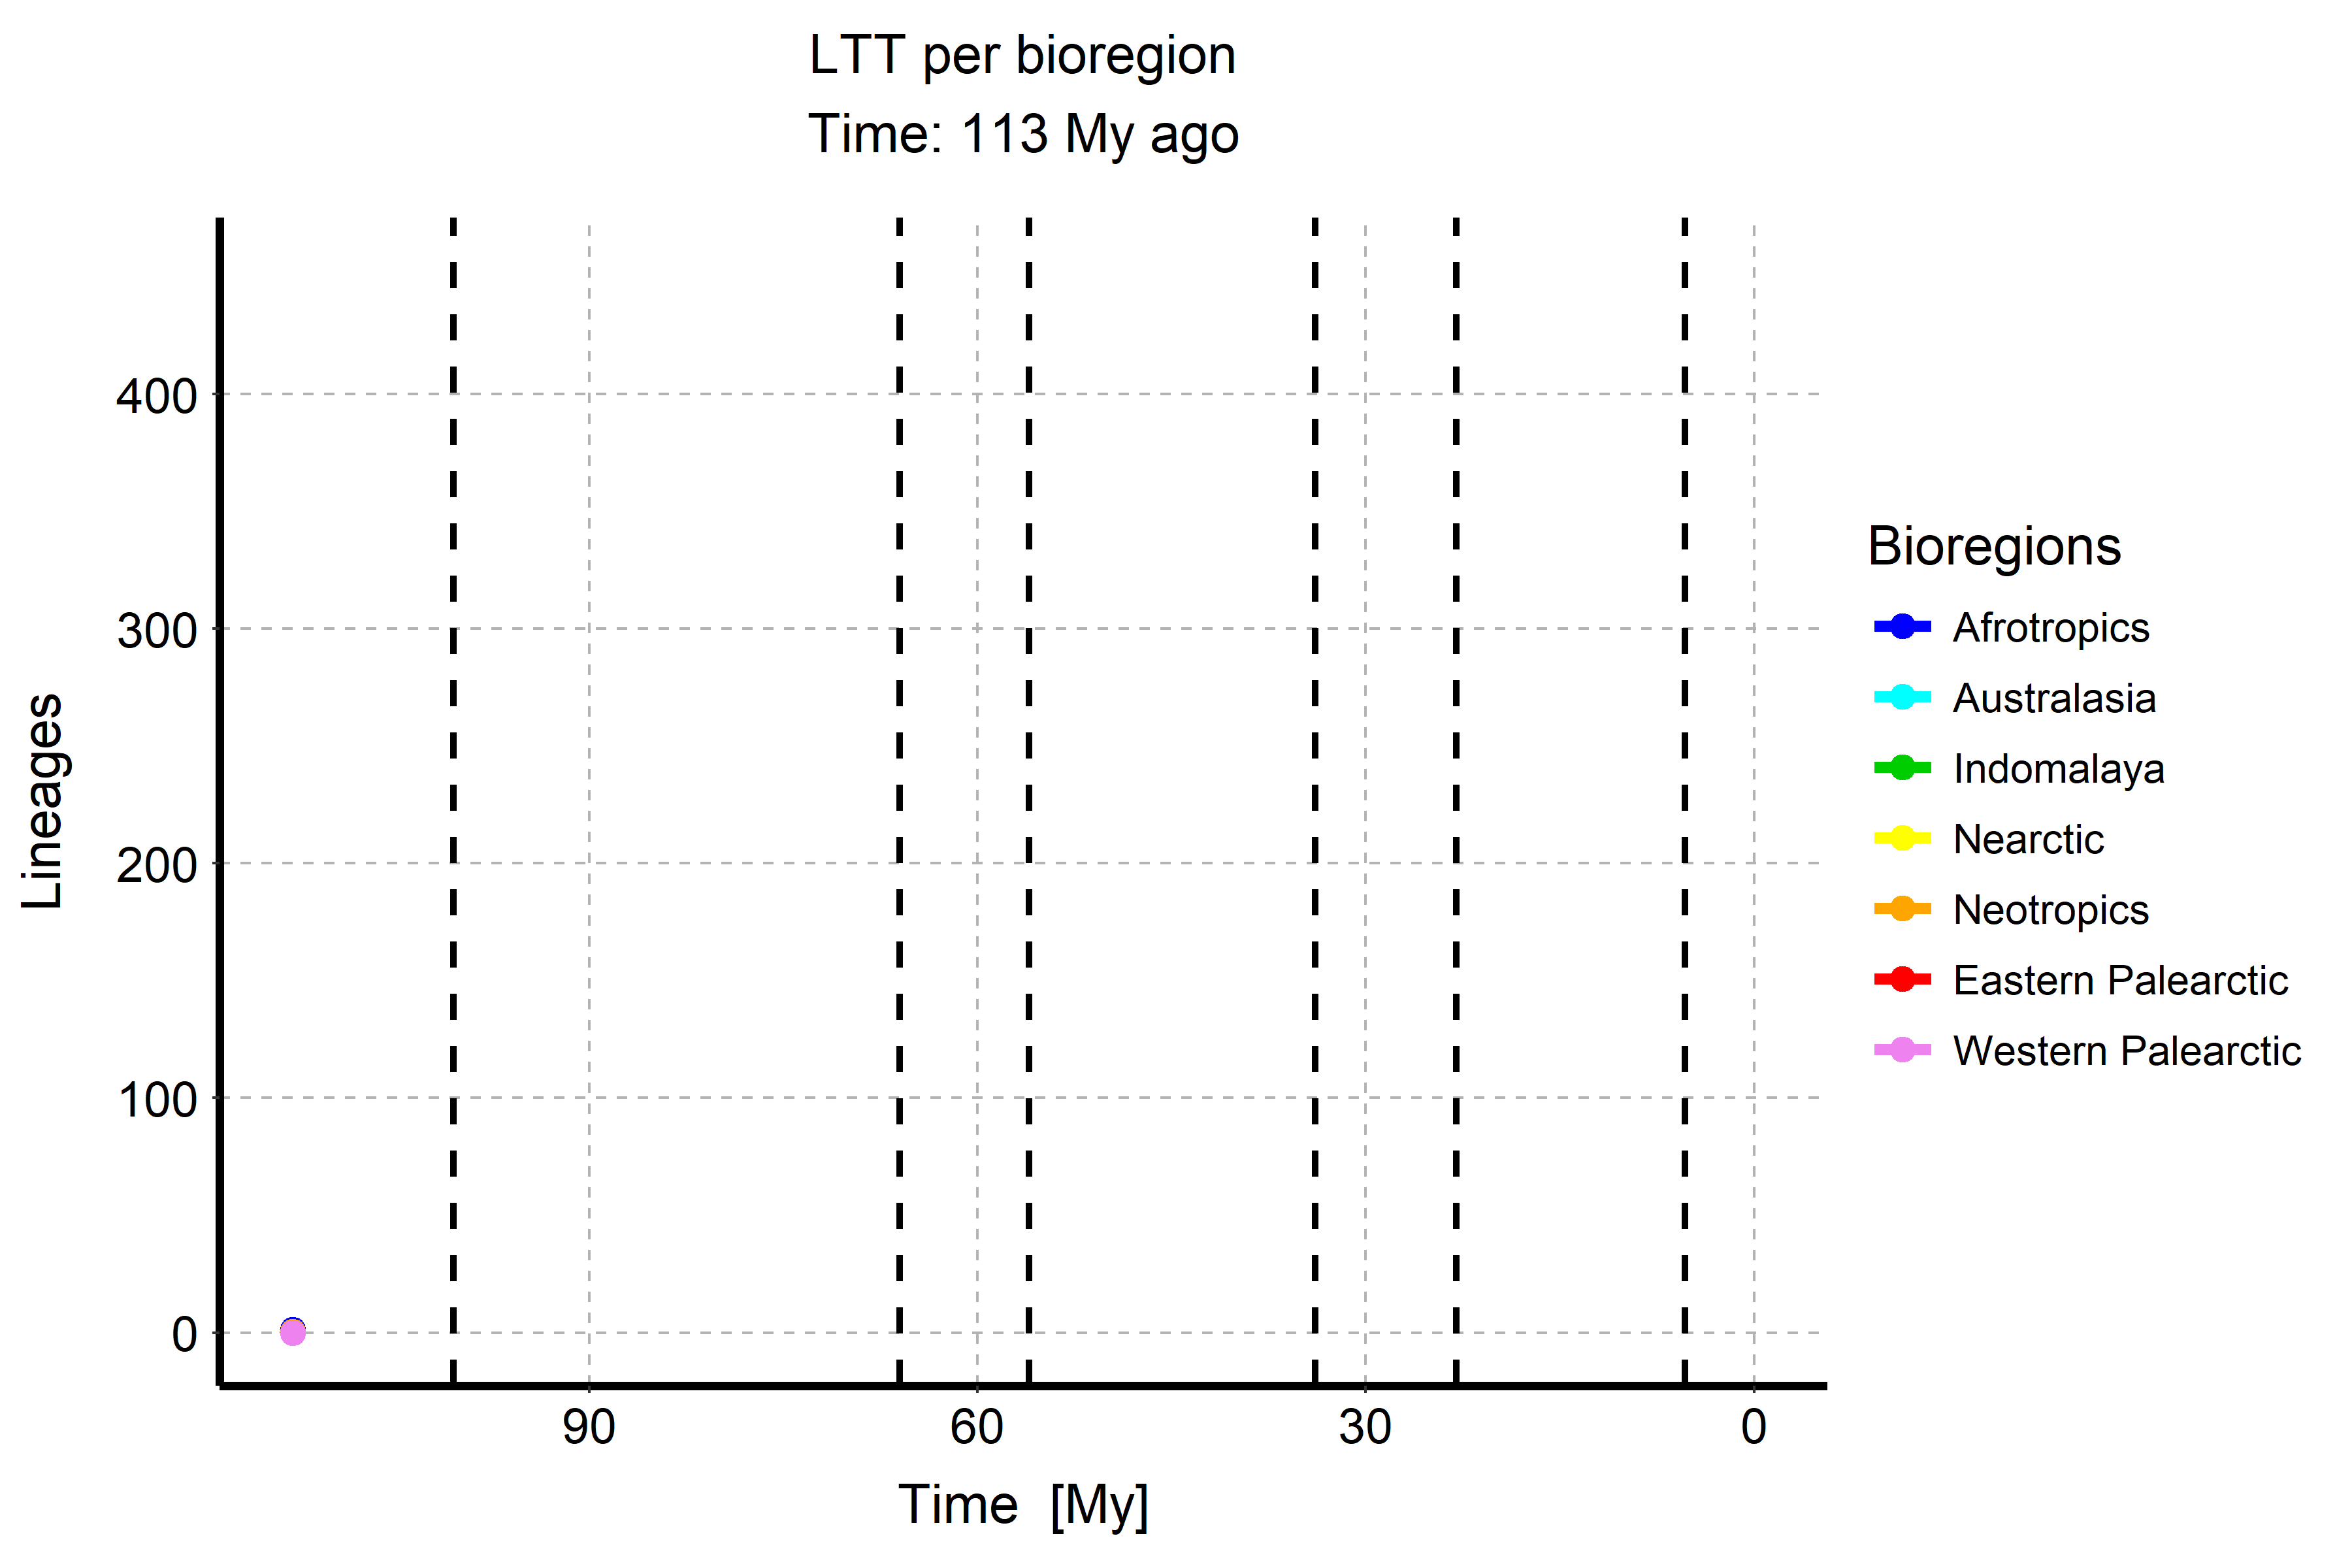 LTT per bioregion
Time: 113 My ago
Lineages
400
300
200
100
0
90
60
30
0
Time  [My]
Bioregions
Afrotropics
Australasia
Indomalaya
Nearctic
Neotropics
Eastern Palearctic
Western Palearctic